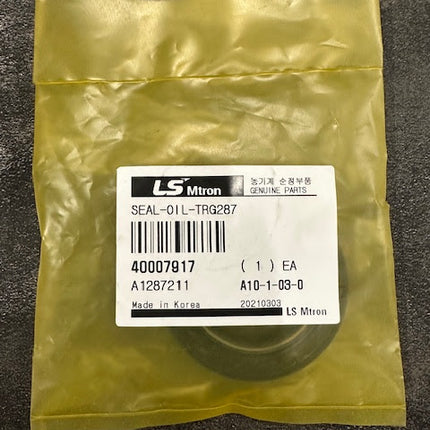 LS Mtron
농기계 순정부품
GENUINE PARTS
SEAL-OIL-TRG287
40007917 ( 1 ) EA
A1287211 A10-1-03-0
Made in Korea 20210303
LS Mtron